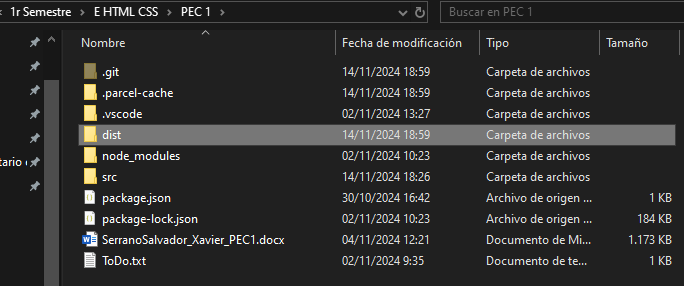 1r Semestre > E HTML CSS > PEC 1
Buscar en PEC 1
Nombre Fecha de modificación Tipo Tamaño
.git 14/11/2024 18:59 Carpeta de archivos
.parcel-cache 14/11/2024 18:59 Carpeta de archivos
.vscode 02/11/2024 13:27 Carpeta de archivos
dist 14/11/2024 18:59 Carpeta de archivos
node_modules 02/11/2024 10:23 Carpeta de archivos
tario
src 14/11/2024 18:26 Carpeta de archivos
package.json 30/10/2024 16:42 Archivo de origen ... 1 KB
package-lock.json 02/11/2024 10:23 Archivo de origen ... 184 KB
SerranoSalvador_Xavier_PEC1.docx 04/11/2024 12:21 Documento de Mi... 1.173 KB
ToDo.txt 02/11/2024 9:35 Documento de te... 1 KB